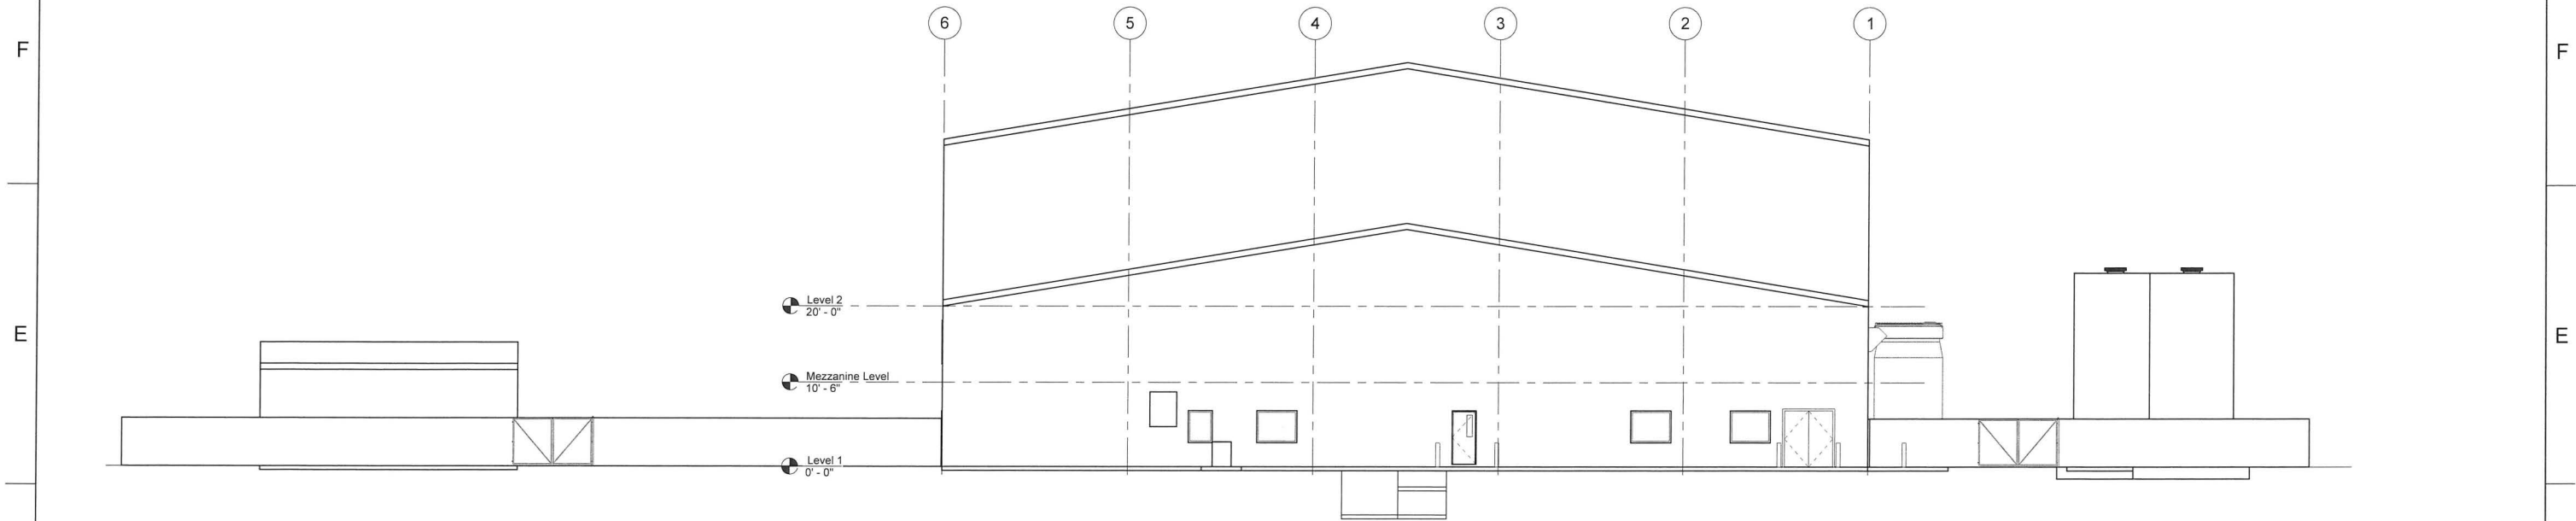 6 5 4 3 2 1
F F
Level 2
20' - 0"
E E
Mezzanine Level
10' - 6"
Level 1
0' - 0"